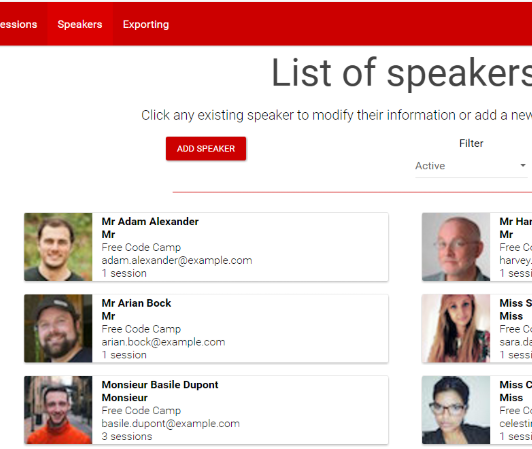 essions Speakers Exporting
List of speakers
Click any existing speaker to modify their information or add a new
ADD SPEAKER
Filter
Active
Mr Adam Alexander
Mr
Free Code Camp
adam.alexander@example.com
1 session
Mr Har
Mr
Free Co
harvey.
1 sessi
Mr Arian Bock
Mr
Free Code Camp
arian.bock@example.com
1 session
Miss S
Miss
Free Co
sara.da
1 sessi
Monsieur Basile Dupont
Monsieur
Free Code Camp
basile.dupont@example.com
3 sessions
Miss C
Miss
Free Co
celestin
1 sessi